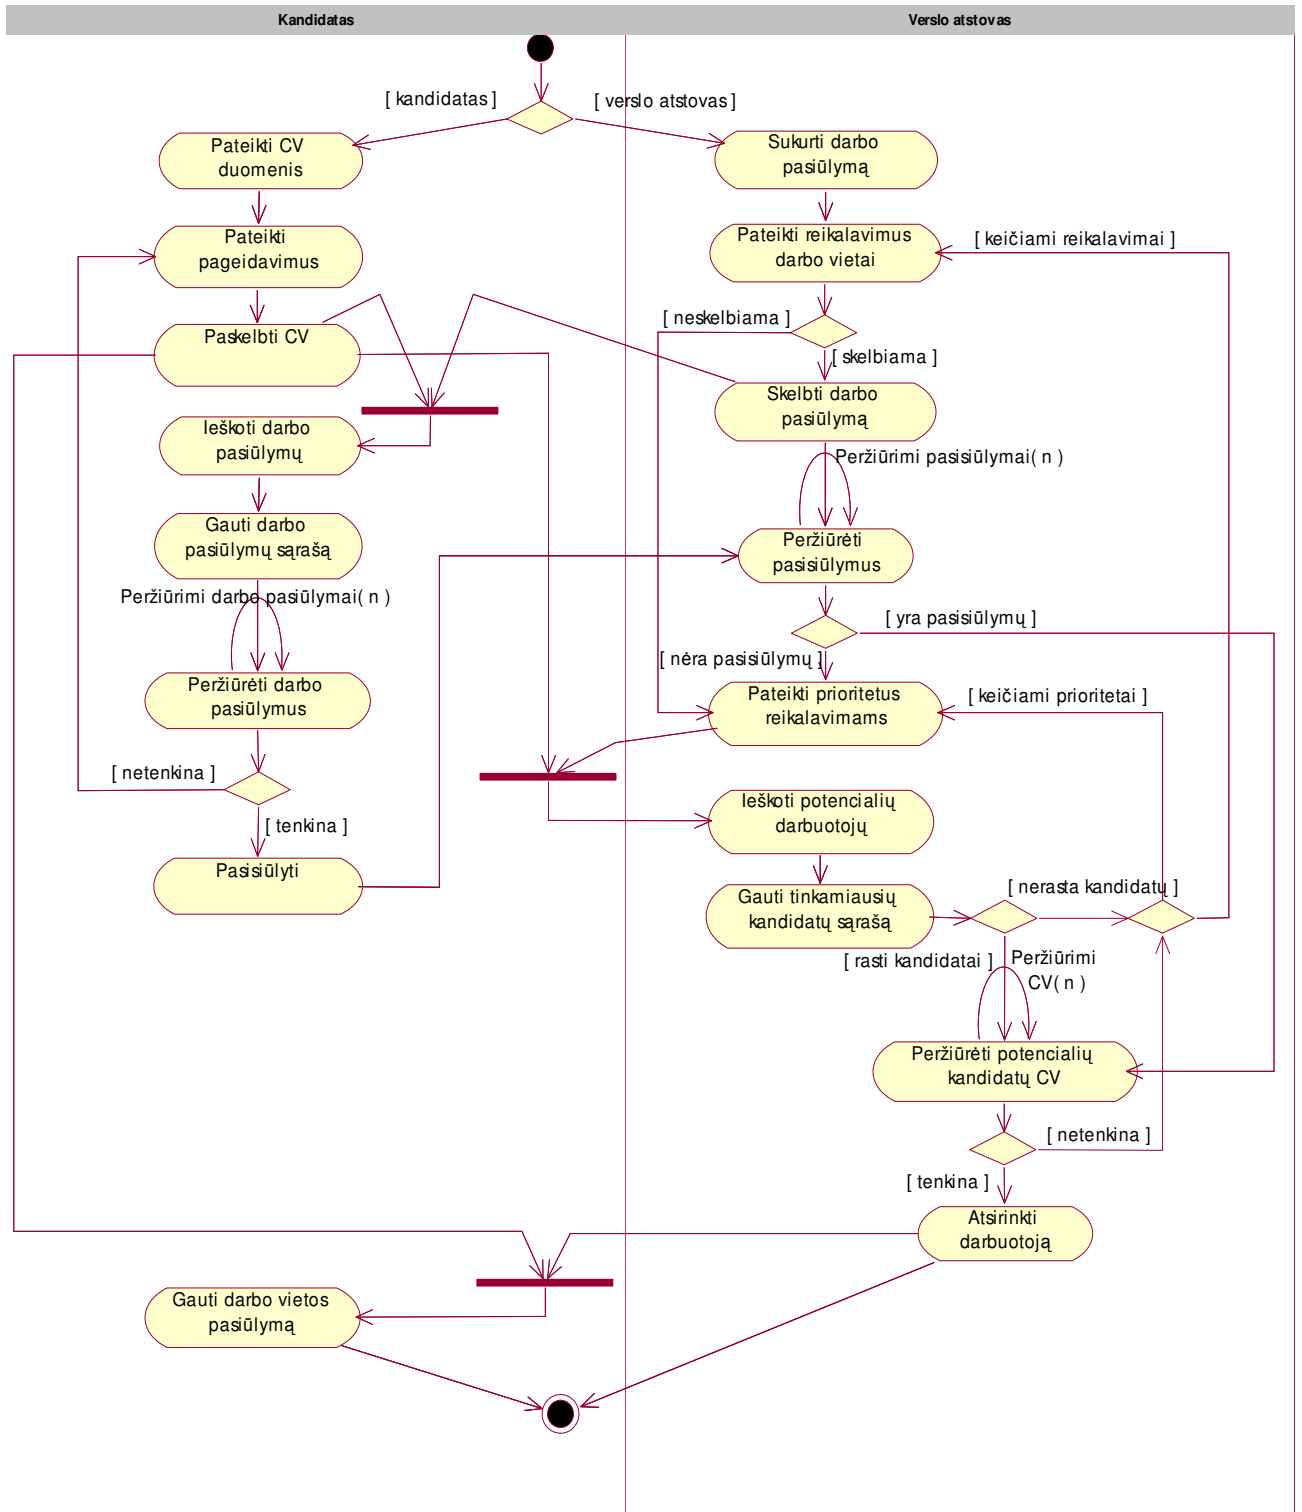 Kandidatas
Verslo atstovas
[ kandidatas ]
[ verslo atstovas ]
Pateikti CV
duomenis
Sukurti darbo
pasiūlymą
Pateikti
pageidavimus
Pateikti reikalavimus
darbo vietai
[ keičiami reikalavimai ]
Paskelbti CV
[ neskelbiama ]
[ skelbiama ]
Skelbti darbo
pasiūlymą
Ieškoti darbo
pasiūlymų
Peržiūrimi pasisiūlymai( n )
Gauti darbo
pasiūlymų sąrašą
Peržiūrėti
pasisiūlymus
Peržiūrimi darbo pasiūlymai( n )
[ yra pasisiūlymų ]
[ nėra pasisiūlymų ]
Peržiūrėti darbo
pasiūlymus
Pateikti prioritetus
reikalavimams
[ keičiami prioritetai ]
[ netenkina ]
[ tenkina ]
Ieškoti potencialių
darbuotojų
Pasisiūlyti
Gauti tinkamiausių
kandidatų sąrašą
[ nerasta kandidatų ]
[ rasti kandidatai ]
Peržiūrimi
CV( n )
Peržiūrėti potencialių
kandidatų CV
[ netenkina ]
[ tenkina ]
Atsirinkti
darbuotoją
Gauti darbo vietos
pasiūlymą